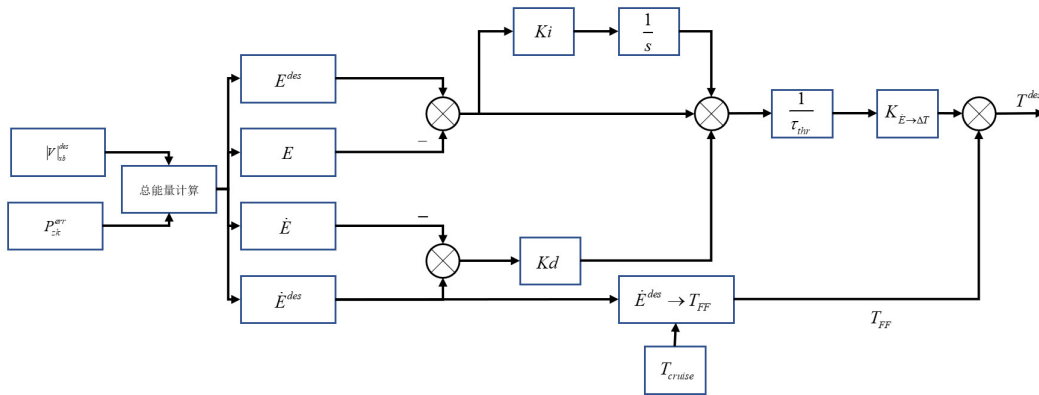 Ki
1/s
E^{des}
1/τ_{thr}
K_{Ė→ΔT}
T^{des}
E
−
|V|^{des}_{ab}
总能量计算
P^{err}_{zk}
Ė
−
Kd
Ė^{des}
Ė^{des} → T_{FF}
T_{FF}
T_{cruise}